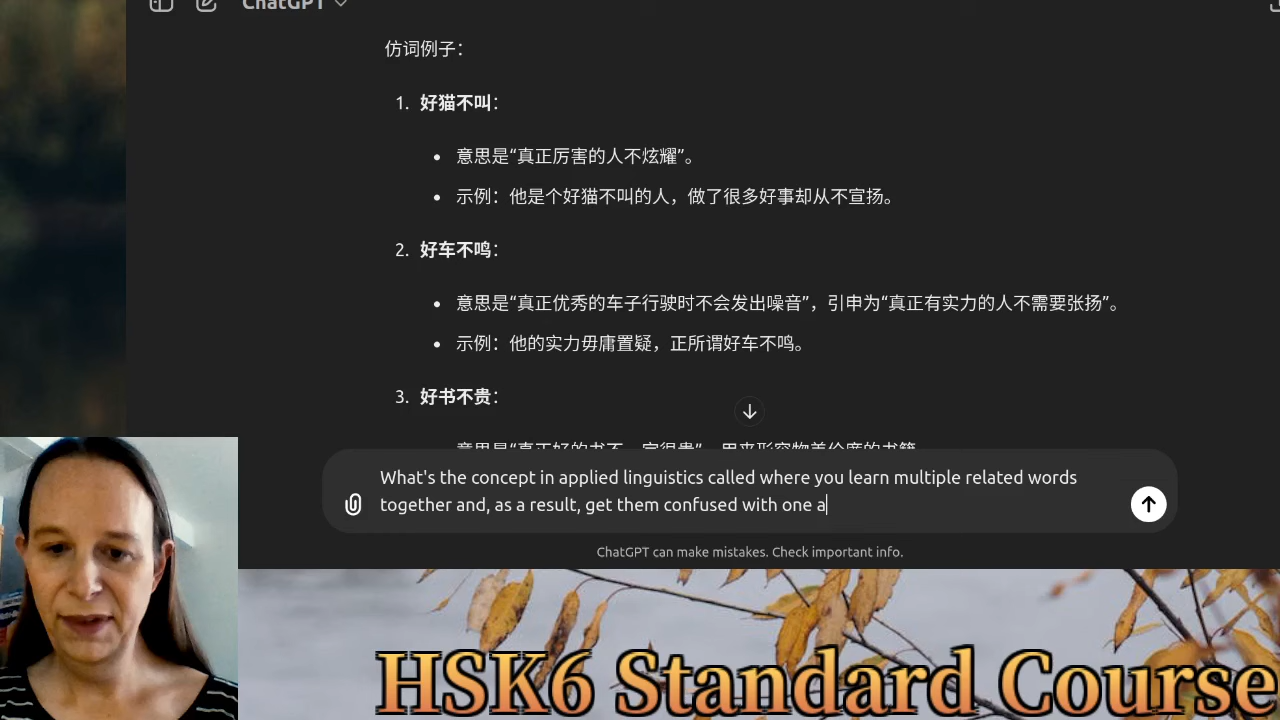 ChatGPT
仿词例子：
1. 好猫不叫：
• 意思是“真正厉害的人不炫耀”。
• 示例：他是个好猫不叫的人，做了很多好事却从不宣扬。
2. 好车不鸣：
• 意思是“真正优秀的车子行驶时不会发出噪音”，引申为“真正有实力的人不需要张扬”。
• 示例：他的实力毋庸置疑，正所谓好车不鸣。
3. 好书不贵：
What's the concept in applied linguistics called where you learn multiple related words
together and, as a result, get them confused with one a
ChatGPT can make mistakes. Check important info.
HSK6 Standard Course